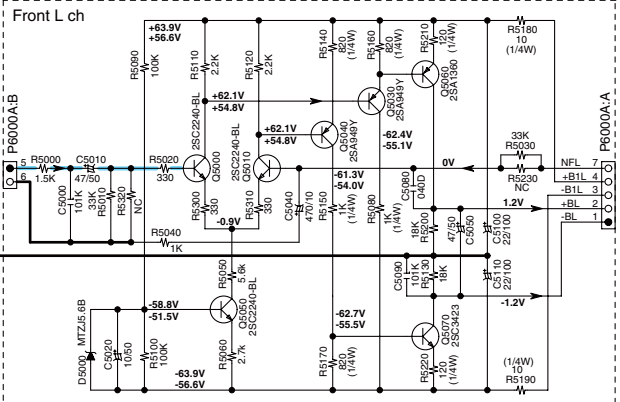 Front L ch
+63.9V
+56.6V
R5090
100K
R5110
2.2K
R5120
2.2K
R5140
820
(1/4W)
R5160
820
(1/4W)
R5210
120
(1/4W)
R5180
10
(1/4W)
Q5060
2SA1360
Q5030
2SA949Y
Q5040
2SA949Y
2SC2240-BL
Q5000
2SC2240-BL
Q5010
+62.1V
+54.8V
+62.1V
+54.8V
-62.4V
-55.1V
33K
R5030
R5230
NC
P6000A:B
5
6
R5000
1.5K
C5010
47/50
R5020
330
C5000
101K
33K
R5010
R5320
NC
R5300
330
R5310
330
-0.9V
C5040
470/10
-61.3V
-54.0V
R5150
1K
(1/4W)
R5080
1K
(1/4W)
0V
C5080
040D
18K
R5200
1.2V
47/50
C5050
C5100
22/100
C5110
22/100
NFL 7
+B1L 4
-B1L 3
+BL 2
-BL 1
P6000A:A
R5040
1K
R5050
5.6k
C5090
101K
R5130
18K
-1.2V
Q5050
2SC2240-BL
-58.8V
-51.5V
D5000 MTZJ5.6B
C5020
10/50
R5100
100K
R5060
2.7k
-63.9V
-56.6V
-62.7V
-55.5V
R5170
820
(1/4W)
Q5070
2SC3423
R5220
120
(1/4W)
(1/4W)
10
R5190